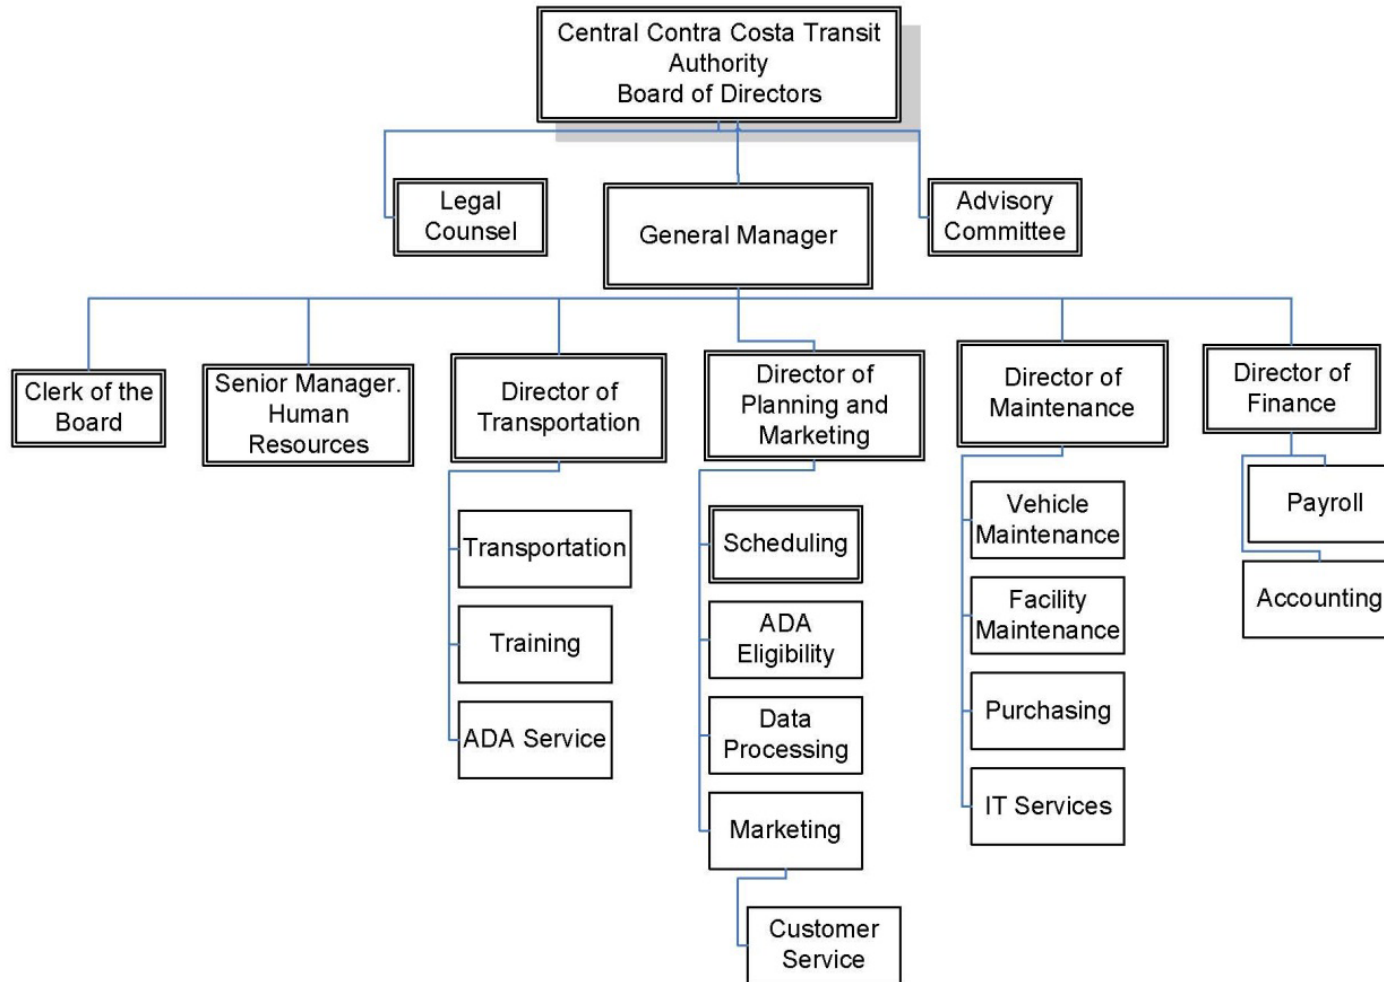 Central Contra Costa Transit
Authority
Board of Directors
Legal
Counsel
General Manager
Advisory
Committee
Clerk of the
Board
Senior Manager.
Human
Resources
Director of
Transportation
Director of
Planning and
Marketing
Director of
Maintenance
Director of
Finance
Transportation
Training
ADA Service
Scheduling
ADA
Eligibility
Data
Processing
Marketing
Customer
Service
Vehicle
Maintenance
Facility
Maintenance
Purchasing
IT Services
Payroll
Accounting